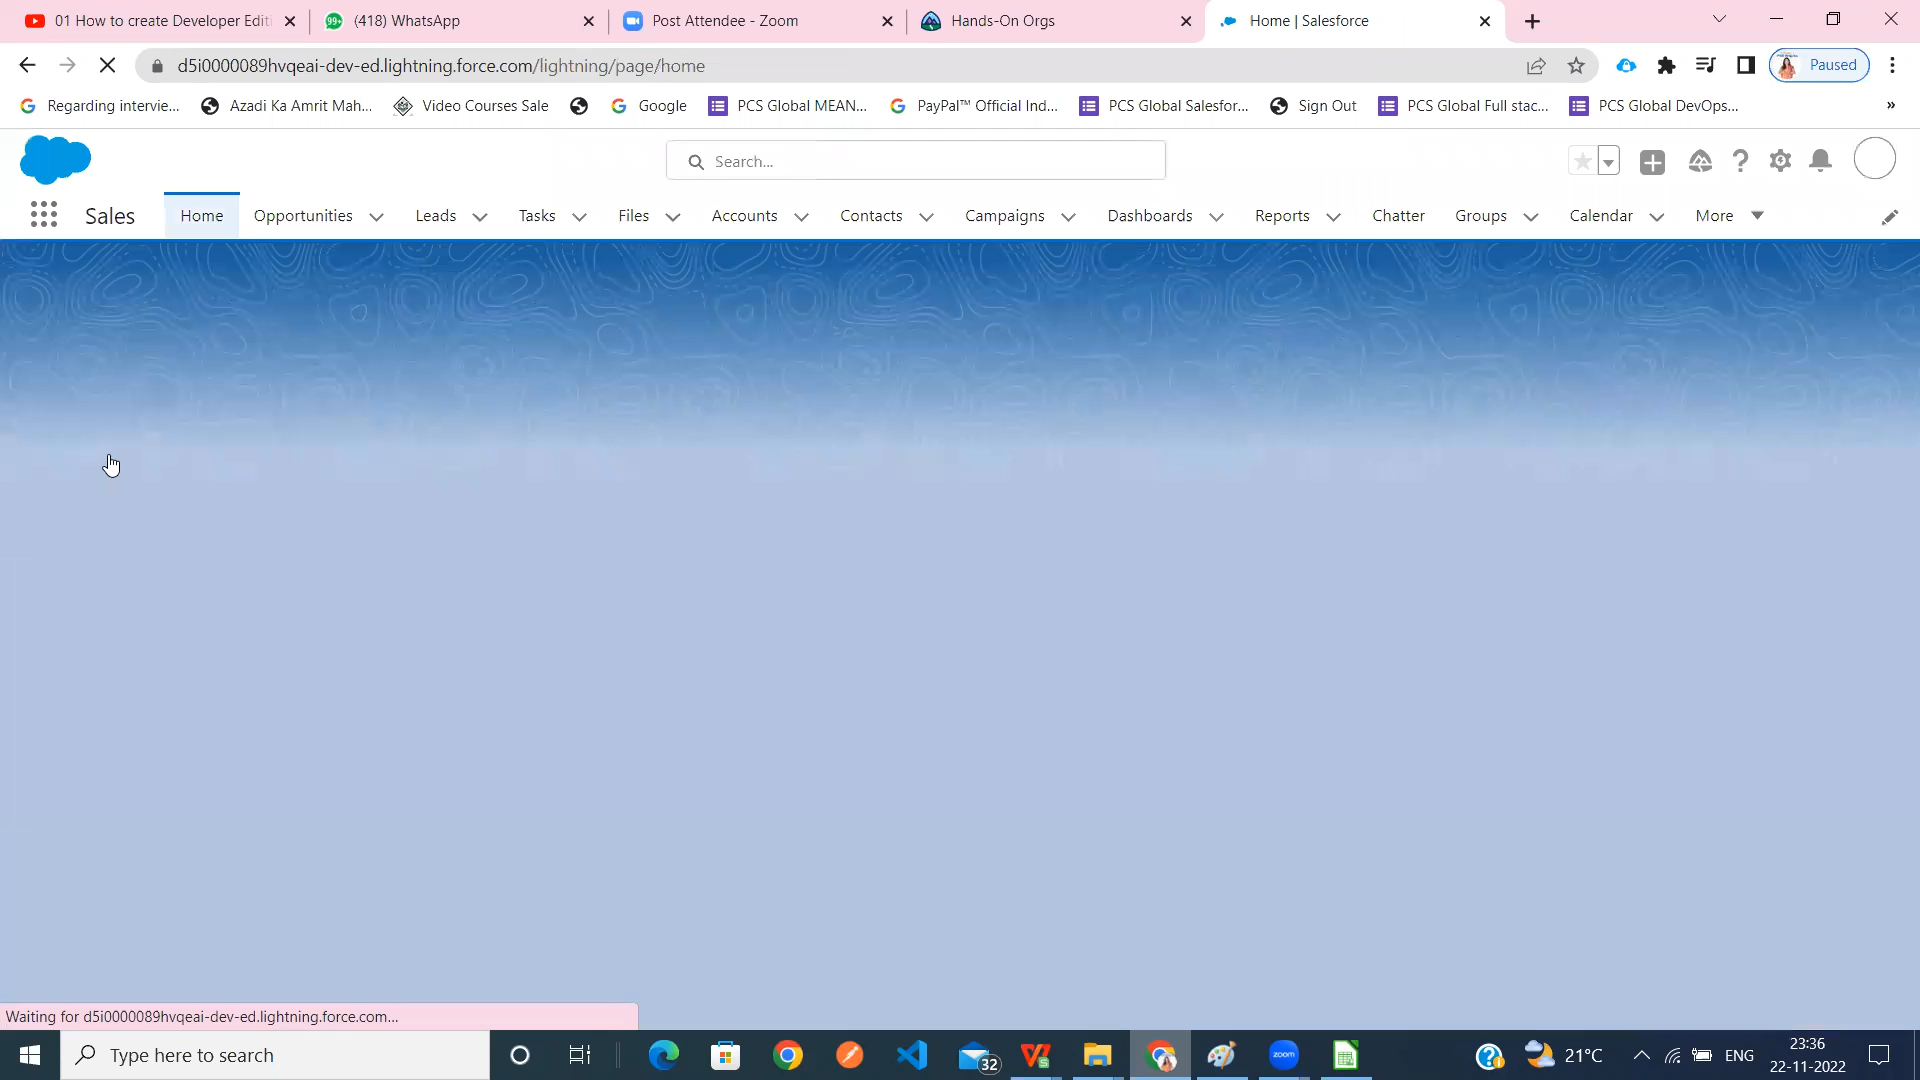 01 How to create Developer Editi
(418) WhatsApp
Post Attendee - Zoom
Hands-On Orgs
Home | Salesforce
d5i0000089hvqeai-dev-ed.lightning.force.com/lightning/page/home
Paused
Regarding intervie...
Azadi Ka Amrit Mah...
Video Courses Sale
Google
PCS Global MEAN...
PayPal™ Official Ind...
PCS Global Salesfor...
Sign Out
PCS Global Full stac...
PCS Global DevOps...
»
Search...
Sales
Home
Opportunities
Leads
Tasks
Files
Accounts
Contacts
Campaigns
Dashboards
Reports
Chatter
Groups
Calendar
More
Waiting for d5i0000089hvqeai-dev-ed.lightning.force.com...
Type here to search
32
zoom
21°C
ENG
23:36
22-11-2022